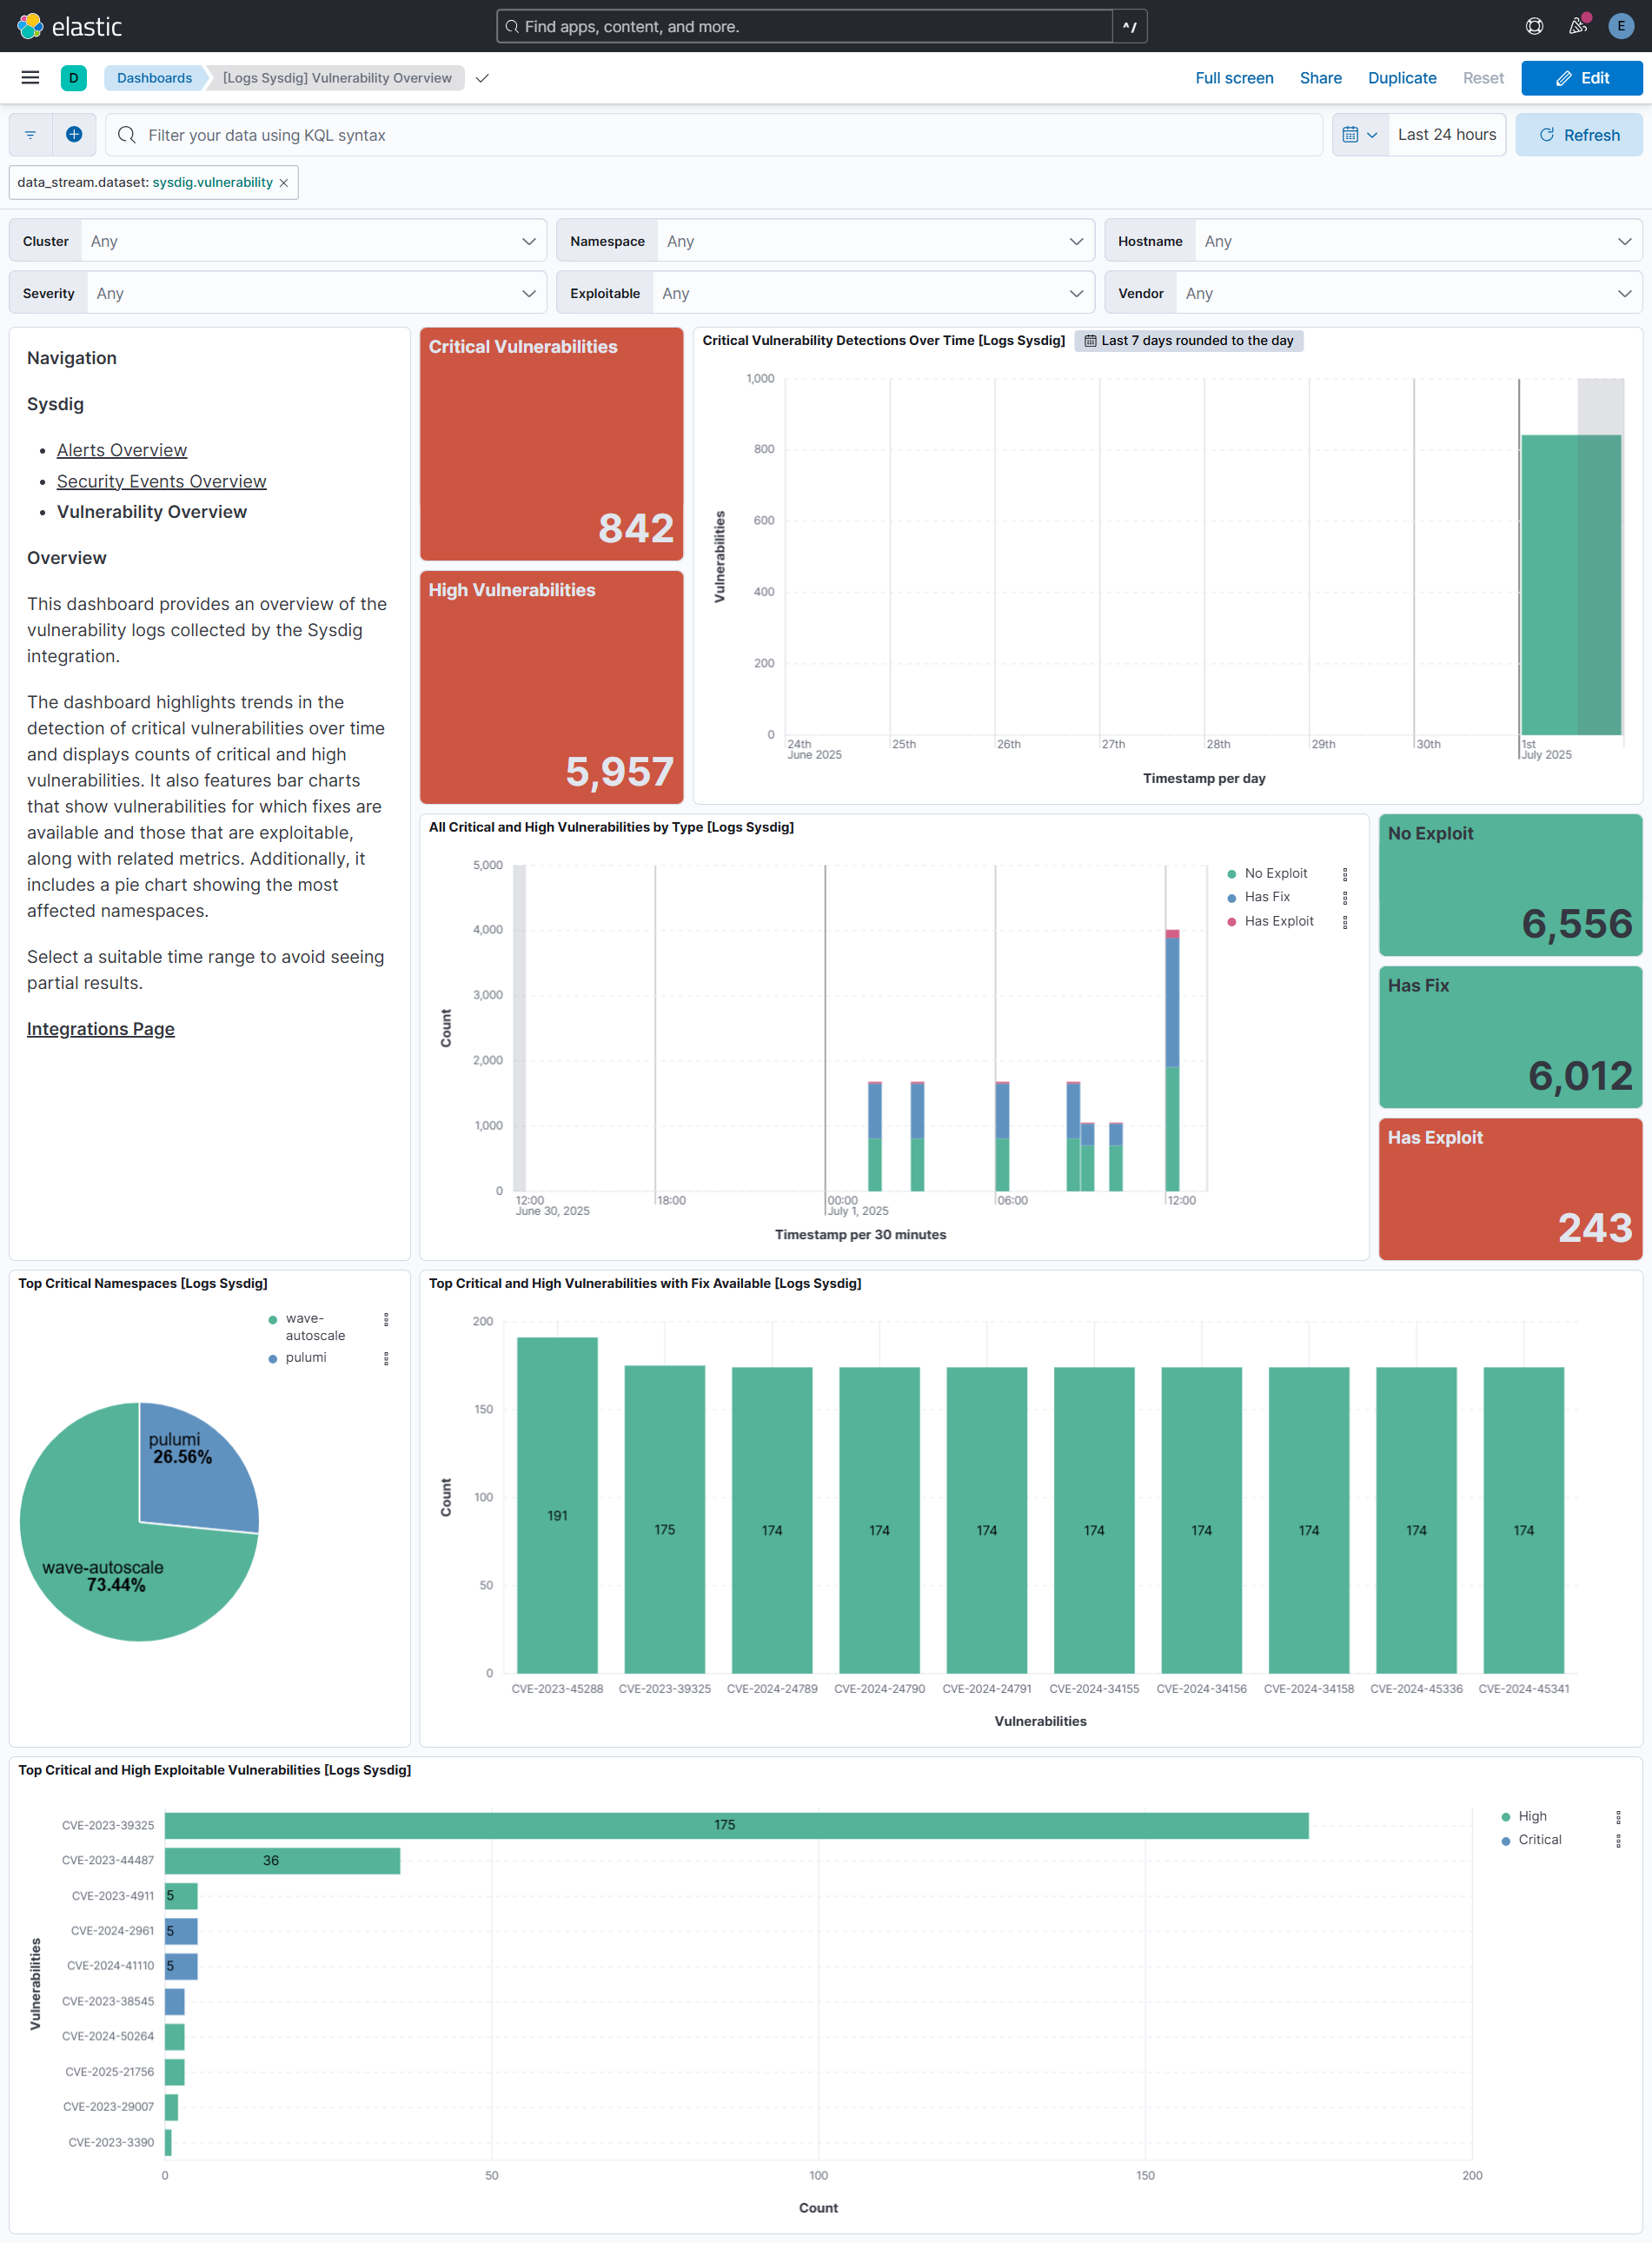 elastic
Find apps, content, and more.
^/
E
D
Dashboards
[Logs Sysdig] Vulnerability Overview
Full screen
Share
Duplicate
Reset
Edit
Filter your data using KQL syntax
Last 24 hours
Refresh
data_stream.dataset: sysdig.vulnerability
Cluster Any
Namespace Any
Hostname Any
Severity Any
Exploitable Any
Vendor Any
Navigation
Sysdig
• Alerts Overview
• Security Events Overview
• Vulnerability Overview
Overview
This dashboard provides an overview of the
vulnerability logs collected by the Sysdig
integration.
The dashboard highlights trends in the
detection of critical vulnerabilities over time
and displays counts of critical and high
vulnerabilities. It also features bar charts
that show vulnerabilities for which fixes are
available and those that are exploitable,
along with related metrics. Additionally, it
includes a pie chart showing the most
affected namespaces.
Select a suitable time range to avoid seeing
partial results.
Integrations Page
Critical Vulnerabilities
842
High Vulnerabilities
5,957
Critical Vulnerability Detections Over Time [Logs Sysdig]
Last 7 days rounded to the day
Vulnerabilities
1,000
800
600
400
200
0
24th
June 2025
25th
26th
27th
28th
29th
30th
1st
July 2025
Timestamp per day
All Critical and High Vulnerabilities by Type [Logs Sysdig]
Count
5,000
4,000
3,000
2,000
1,000
0
12:00
June 30, 2025
18:00
00:00
July 1, 2025
06:00
12:00
Timestamp per 30 minutes
No Exploit
Has Fix
Has Exploit
No Exploit
6,556
Has Fix
6,012
Has Exploit
243
Top Critical Namespaces [Logs Sysdig]
wave-
autoscale
pulumi
pulumi
26.56%
wave-autoscale
73.44%
Top Critical and High Vulnerabilities with Fix Available [Logs Sysdig]
Count
200
150
100
50
0
191
175
174
174
174
174
174
174
174
174
CVE-2023-45288
CVE-2023-39325
CVE-2024-24789
CVE-2024-24790
CVE-2024-24791
CVE-2024-34155
CVE-2024-34156
CVE-2024-34158
CVE-2024-45336
CVE-2024-45341
Vulnerabilities
Top Critical and High Exploitable Vulnerabilities [Logs Sysdig]
Vulnerabilities
CVE-2023-39325 175
CVE-2023-44487 36
CVE-2023-4911 5
CVE-2024-2961 5
CVE-2024-41110 5
CVE-2023-38545
CVE-2024-50264
CVE-2025-21756
CVE-2023-29007
CVE-2023-3390
0
50
100
150
200
Count
High
Critical